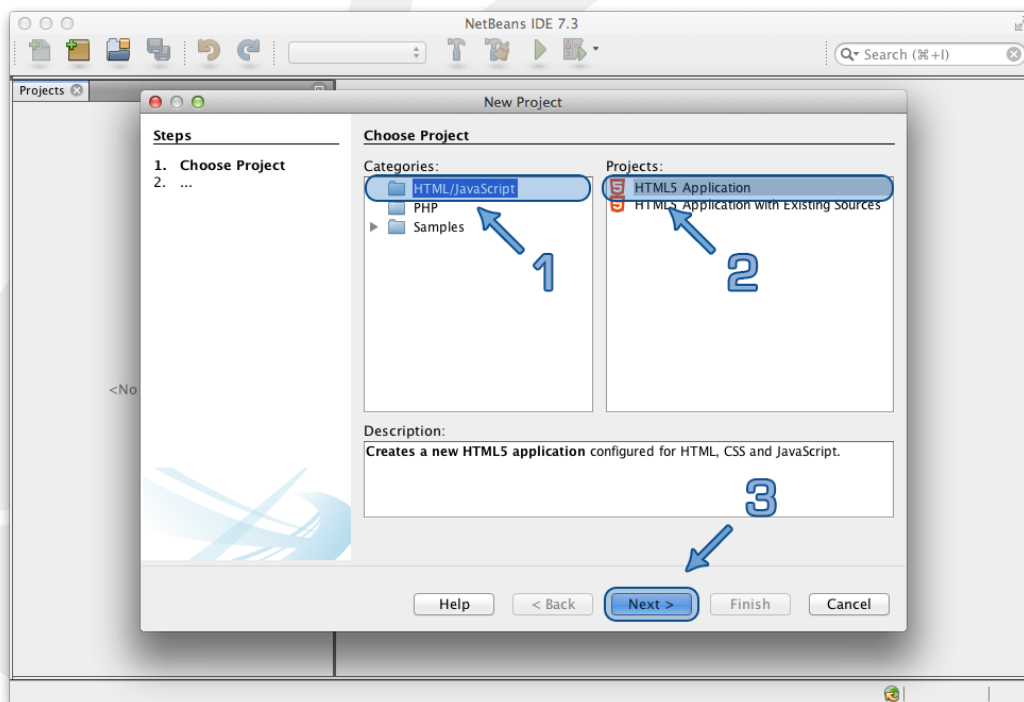 NetBeans IDE 7.3
Search (⌘+I)
Projects
New Project
Steps
1. Choose Project
2. ...
Choose Project
Categories:
HTML/JavaScript
PHP
Samples
Projects:
HTML5 Application
HTML5 Application with Existing Sources
1
2
<No
Description:
Creates a new HTML5 application configured for HTML, CSS and JavaScript.
3
Help
< Back
Next >
Finish
Cancel